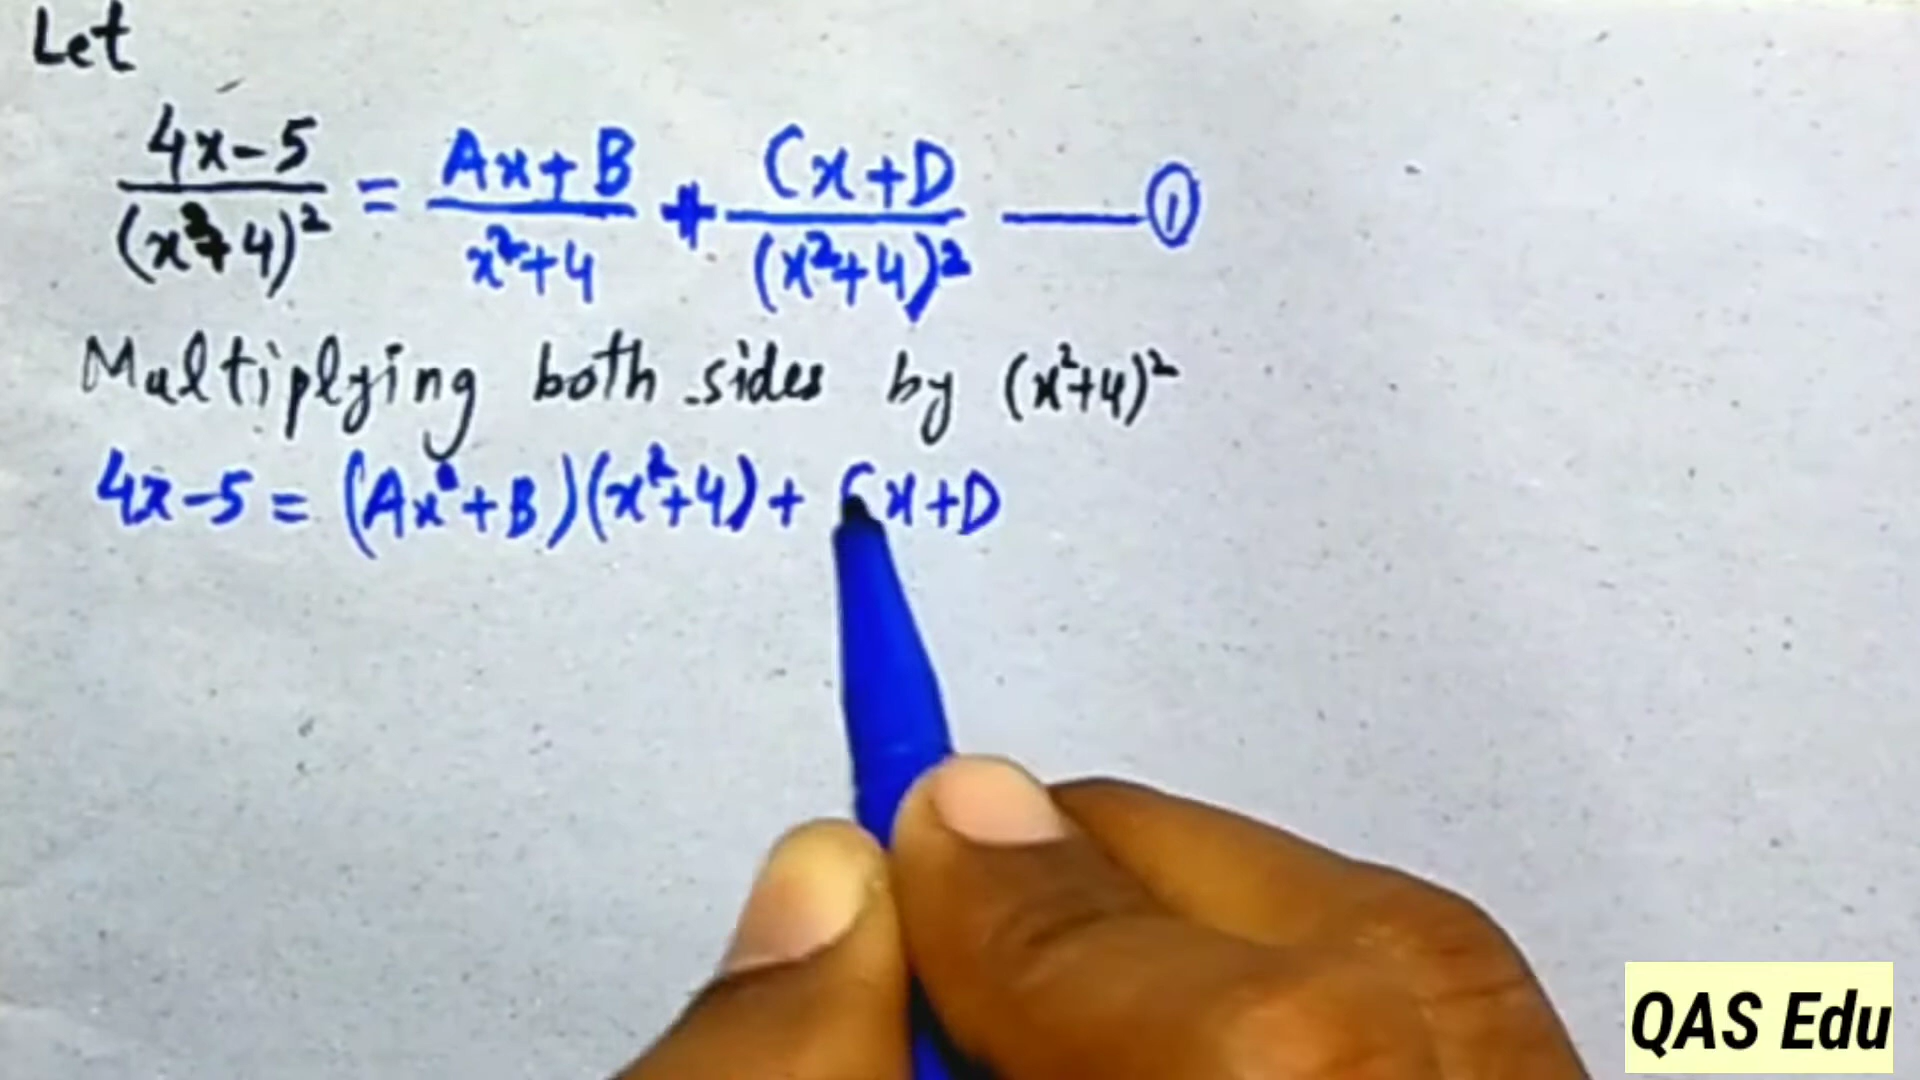 Let
4x-5/(x²+4)² = Ax+B/x²+4 + Cx+D/(x²+4)² —— ①
Multiplying both sides by (x²+4)²
4x-5 = (Ax+B)(x²+4) + Cx+D
QAS Edu